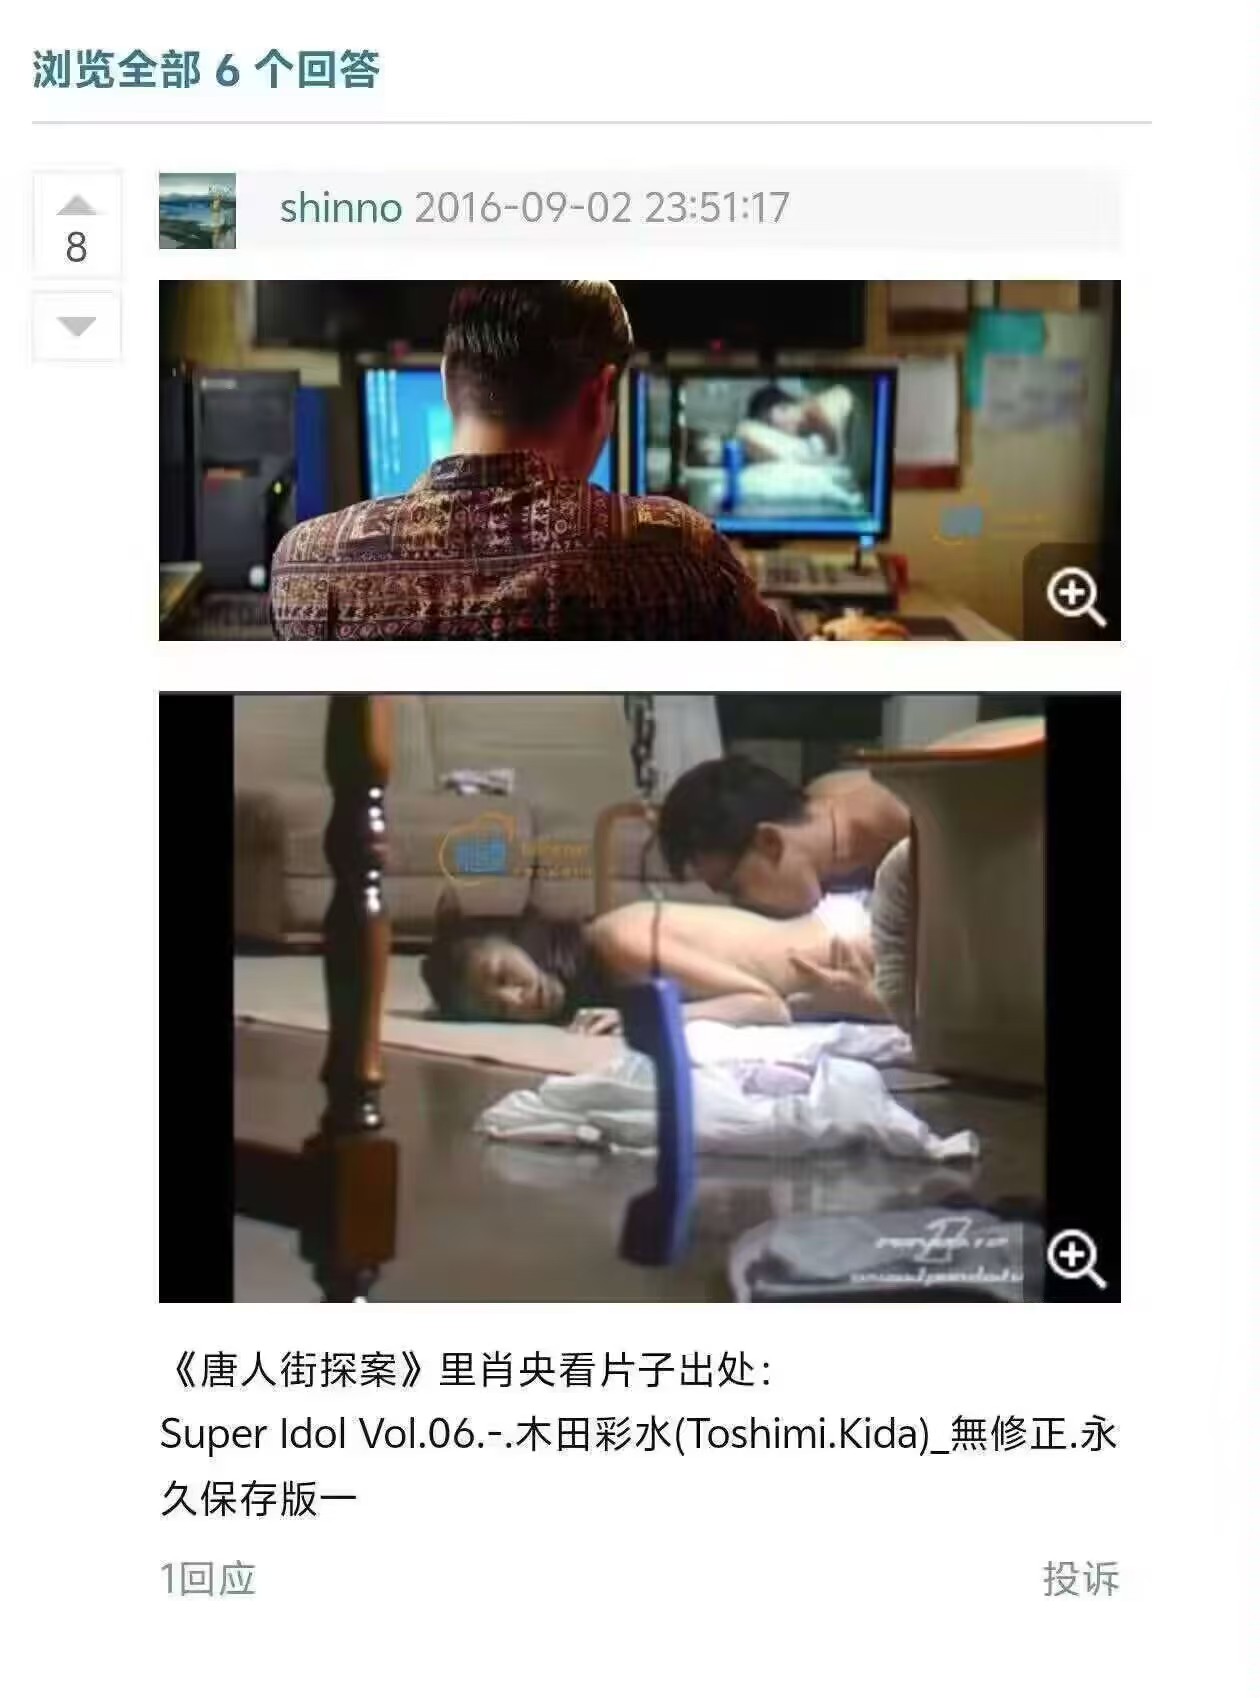 浏览全部 6 个回答
8
shinno 2016-09-02 23:51:17
《唐人街探案》里肖央看片子出处：
Super Idol Vol.06.-.木田彩水(Toshimi.Kida)_無修正.永
久保存版一
1回应
投诉